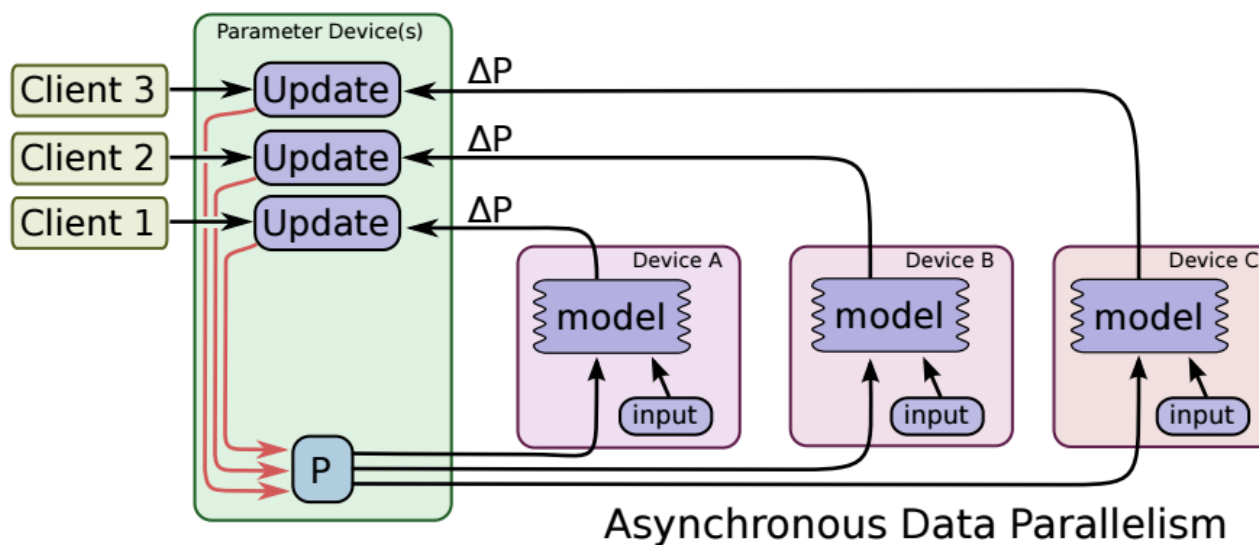 Parameter Device(s)
Client 3
Update
ΔP
Client 2
Update
ΔP
Client 1
Update
ΔP
Device A
Device B
Device C
model
model
model
input
input
input
P
Asynchronous Data Parallelism